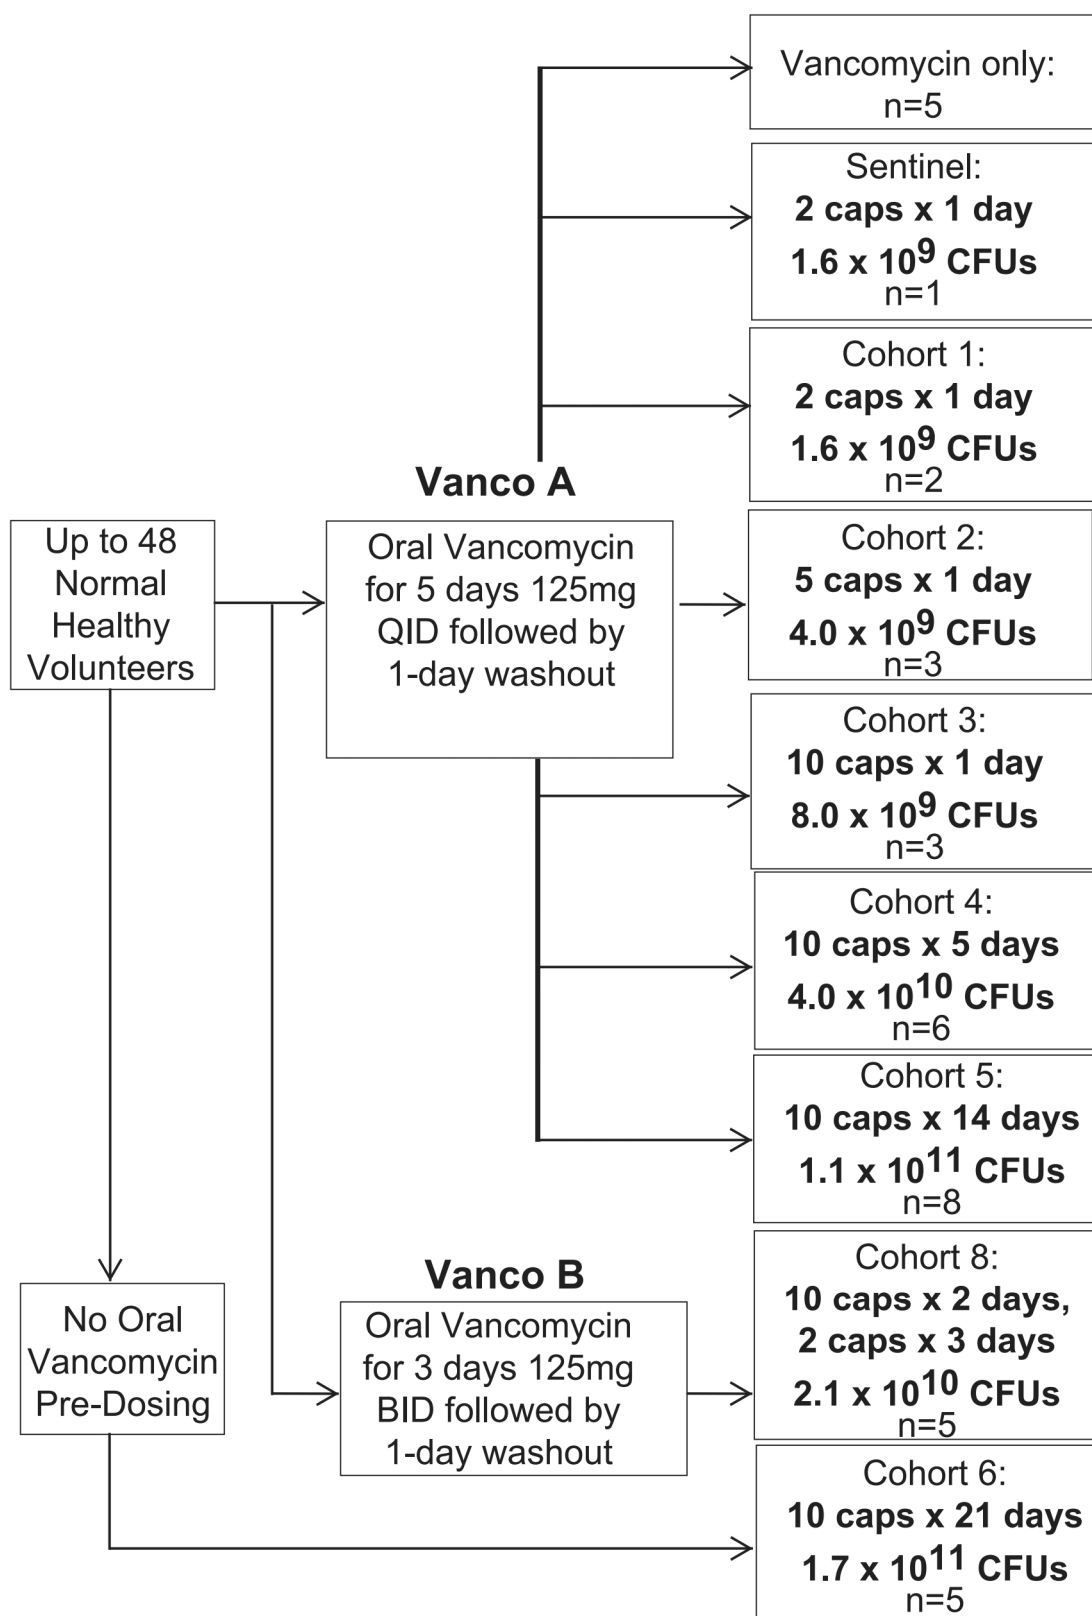 Vancomycin only:
n=5
Sentinel:
2 caps x 1 day
1.6 x 10⁹ CFUs
n=1
Cohort 1:
2 caps x 1 day
1.6 x 10⁹ CFUs
n=2
Vanco A
Up to 48
Normal
Healthy
Volunteers
Oral Vancomycin
for 5 days 125mg
QID followed by
1-day washout
Cohort 2:
5 caps x 1 day
4.0 x 10⁹ CFUs
n=3
Cohort 3:
10 caps x 1 day
8.0 x 10⁹ CFUs
n=3
Cohort 4:
10 caps x 5 days
4.0 x 10¹⁰ CFUs
n=6
Cohort 5:
10 caps x 14 days
1.1 x 10¹¹ CFUs
n=8
Vanco B
No Oral
Vancomycin
Pre-Dosing
Oral Vancomycin
for 3 days 125mg
BID followed by
1-day washout
Cohort 8:
10 caps x 2 days,
2 caps x 3 days
2.1 x 10¹⁰ CFUs
n=5
Cohort 6:
10 caps x 21 days
1.7 x 10¹¹ CFUs
n=5